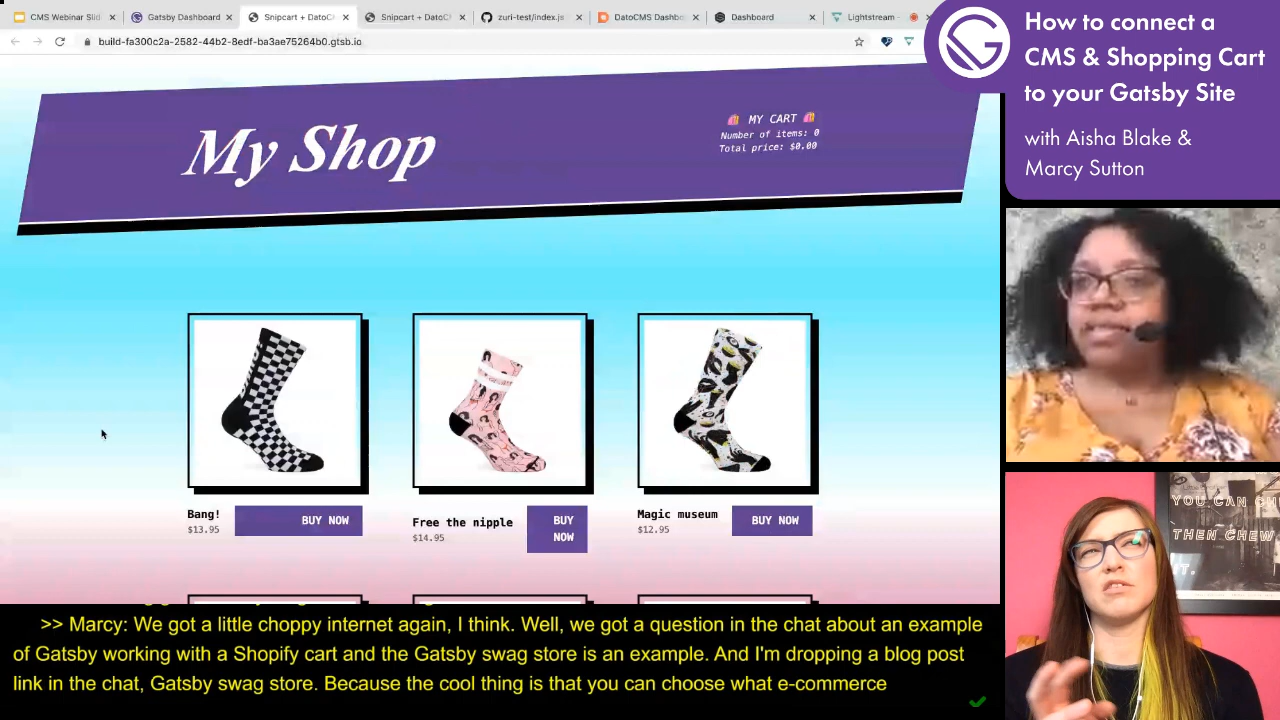 CMS Webinar Slid
Gatsby Dashboard
Snipcart + DatoC
Snipcart + DatoC
zuri-test/index.js
DatoCMS Dashbo
Dashboard
Lightstream -
build-fa300c2a-2582-44b2-8edf-ba3ae75264b0.gtsb.io
How to connect a
CMS & Shopping Cart
to your Gatsby Site
with Aisha Blake &
Marcy Sutton
My Shop
MY CART
Number of items: 0
Total price: $0.00
Bang!
$13.95
BUY NOW
Free the nipple
$14.95
BUY
NOW
Magic museum
$12.95
BUY NOW
YOU CAN
THEN CHEW
IT.
>> Marcy: We got a little choppy internet again, I think. Well, we got a question in the chat about an example
of Gatsby working with a Shopify cart and the Gatsby swag store is an example. And I'm dropping a blog post
link in the chat, Gatsby swag store. Because the cool thing is that you can choose what e-commerce